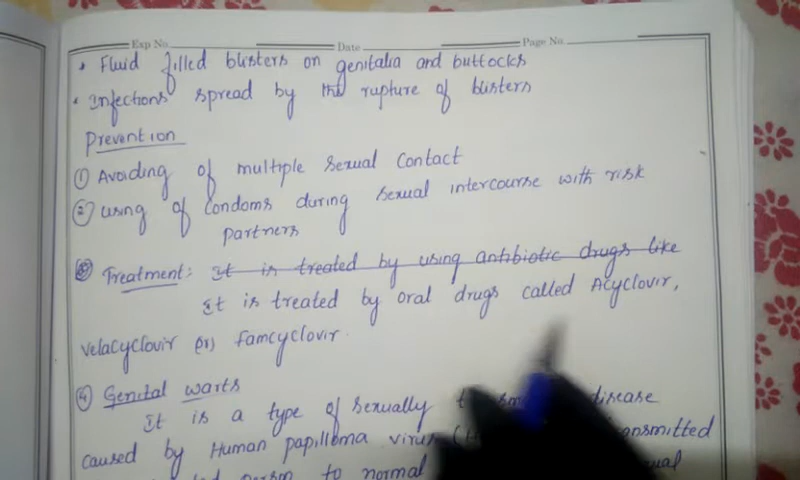 Exp No. Date Page No.
• Fluid filled blisters on genitalia and buttocks
• Infections spread by the rupture of blisters
Prevention
① Avoiding of multiple sexual contact
② using of condoms during sexual intercourse with risk
partners
Treatment: It is treated by using antibiotic drugs like
It is treated by oral drugs called Acyclovir,
velacyclovir (or) Famcyclovir.
④ Genital warts
It is a type of sexually disease
caused by Human papilloma virus
person to normal